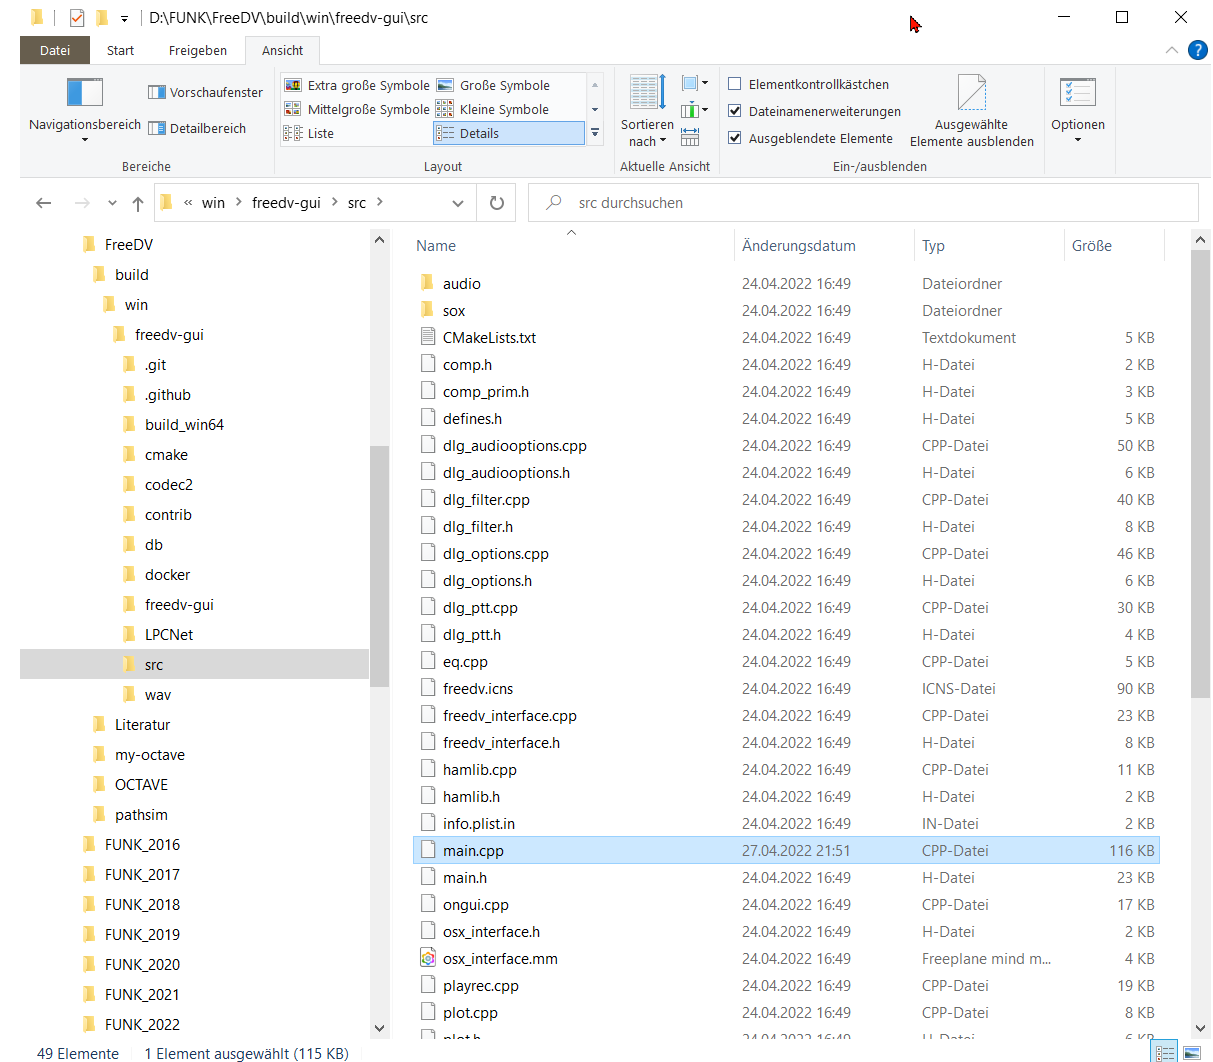 D:\FUNK\FreeDV\build\win\freedv-gui\src
Datei Start Freigeben Ansicht
Navigationsbereich
Vorschaufenster
Detailbereich
Bereiche
Extra große Symbole Große Symbole
Mittelgroße Symbole Kleine Symbole
Liste Details
Layout
Sortieren
nach
Aktuelle Ansicht
Elementkontrollkästchen
Dateinamenerweiterungen
Ausgeblendete Elemente
Ausgewählte
Elemente ausblenden
Ein-/ausblenden
Optionen
« win > freedv-gui > src >
src durchsuchen
FreeDV
build
win
freedv-gui
.git
.github
build_win64
cmake
codec2
contrib
db
docker
freedv-gui
LPCNet
src
wav
Literatur
my-octave
OCTAVE
pathsim
FUNK_2016
FUNK_2017
FUNK_2018
FUNK_2019
FUNK_2020
FUNK_2021
FUNK_2022
Name Änderungsdatum Typ Größe
audio 24.04.2022 16:49 Dateiordner
sox 24.04.2022 16:49 Dateiordner
CMakeLists.txt 24.04.2022 16:49 Textdokument 5 KB
comp.h 24.04.2022 16:49 H-Datei 2 KB
comp_prim.h 24.04.2022 16:49 H-Datei 3 KB
defines.h 24.04.2022 16:49 H-Datei 5 KB
dlg_audiooptions.cpp 24.04.2022 16:49 CPP-Datei 50 KB
dlg_audiooptions.h 24.04.2022 16:49 H-Datei 6 KB
dlg_filter.cpp 24.04.2022 16:49 CPP-Datei 40 KB
dlg_filter.h 24.04.2022 16:49 H-Datei 8 KB
dlg_options.cpp 24.04.2022 16:49 CPP-Datei 46 KB
dlg_options.h 24.04.2022 16:49 H-Datei 6 KB
dlg_ptt.cpp 24.04.2022 16:49 CPP-Datei 30 KB
dlg_ptt.h 24.04.2022 16:49 H-Datei 4 KB
eq.cpp 24.04.2022 16:49 CPP-Datei 5 KB
freedv.icns 24.04.2022 16:49 ICNS-Datei 90 KB
freedv_interface.cpp 24.04.2022 16:49 CPP-Datei 23 KB
freedv_interface.h 24.04.2022 16:49 H-Datei 8 KB
hamlib.cpp 24.04.2022 16:49 CPP-Datei 11 KB
hamlib.h 24.04.2022 16:49 H-Datei 2 KB
info.plist.in 24.04.2022 16:49 IN-Datei 2 KB
main.cpp 27.04.2022 21:51 CPP-Datei 116 KB
main.h 24.04.2022 16:49 H-Datei 23 KB
ongui.cpp 24.04.2022 16:49 CPP-Datei 17 KB
osx_interface.h 24.04.2022 16:49 H-Datei 2 KB
osx_interface.mm 24.04.2022 16:49 Freeplane mind m... 4 KB
playrec.cpp 24.04.2022 16:49 CPP-Datei 19 KB
plot.cpp 24.04.2022 16:49 CPP-Datei 8 KB
49 Elemente 1 Element ausgewählt (115 KB)